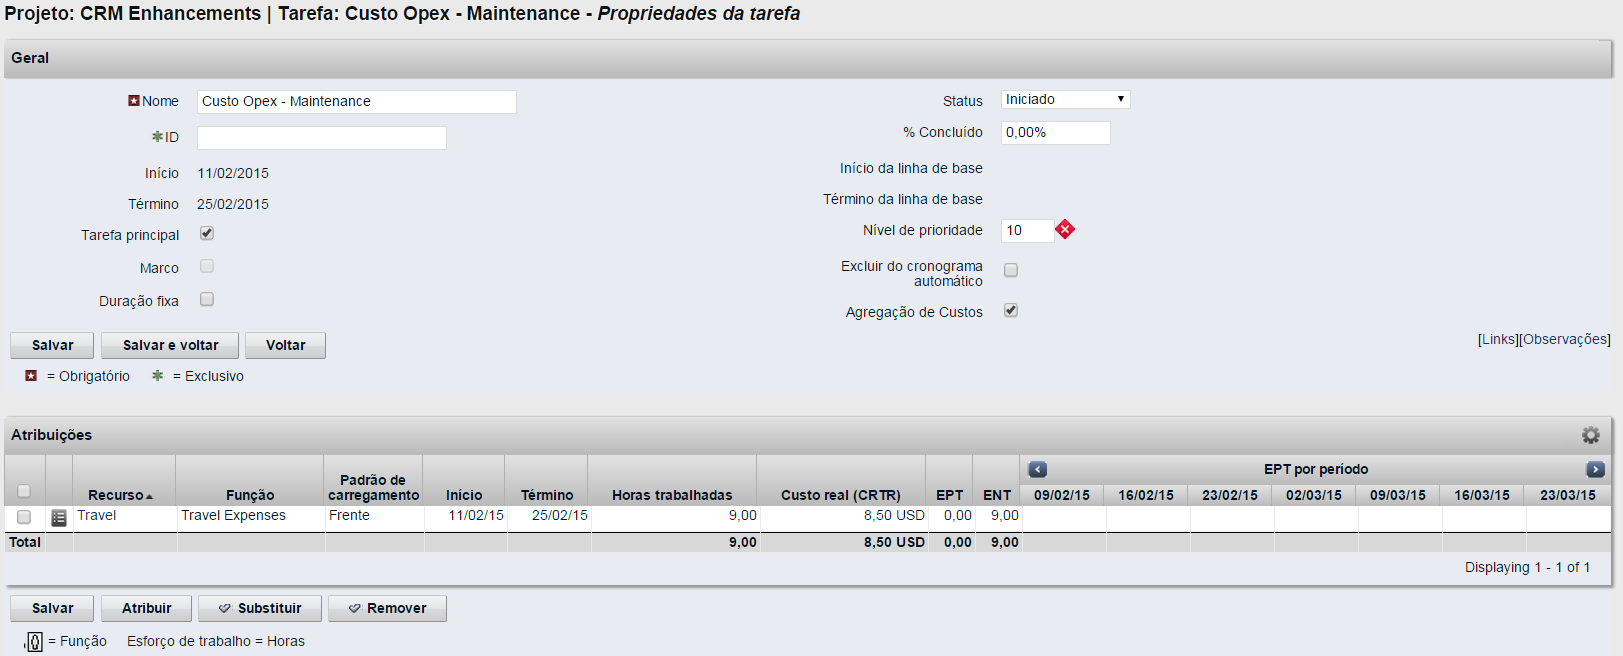 Projeto: CRM Enhancements | Tarefa: Custo Opex - Maintenance - Propriedades da tarefa
Geral
Nome Custo Opex - Maintenance
ID
Início 11/02/2015
Término 25/02/2015
Tarefa principal
Marco
Duração fixa
Status Iniciado
% Concluído 0,00%
Início da linha de base
Término da linha de base
Nível de prioridade 10
Excluir do cronograma
automático
Agregação de Custos
Salvar Salvar e voltar Voltar
[Links][Observações]
= Obrigatório = Exclusivo
Atribuições
EPT por período
Recurso Função Padrão de carregamento Início Término Horas trabalhadas Custo real (CRTR) EPT ENT 09/02/15 16/02/15 23/02/15 02/03/15 09/03/15 16/03/15 23/03/15
Travel Travel Expenses Frente 11/02/15 25/02/15 9,00 8,50 USD 0,00 9,00
Total 9,00 8,50 USD 0,00 9,00
Displaying 1 - 1 of 1
Salvar Atribuir Substituir Remover
= Função Esforço de trabalho = Horas